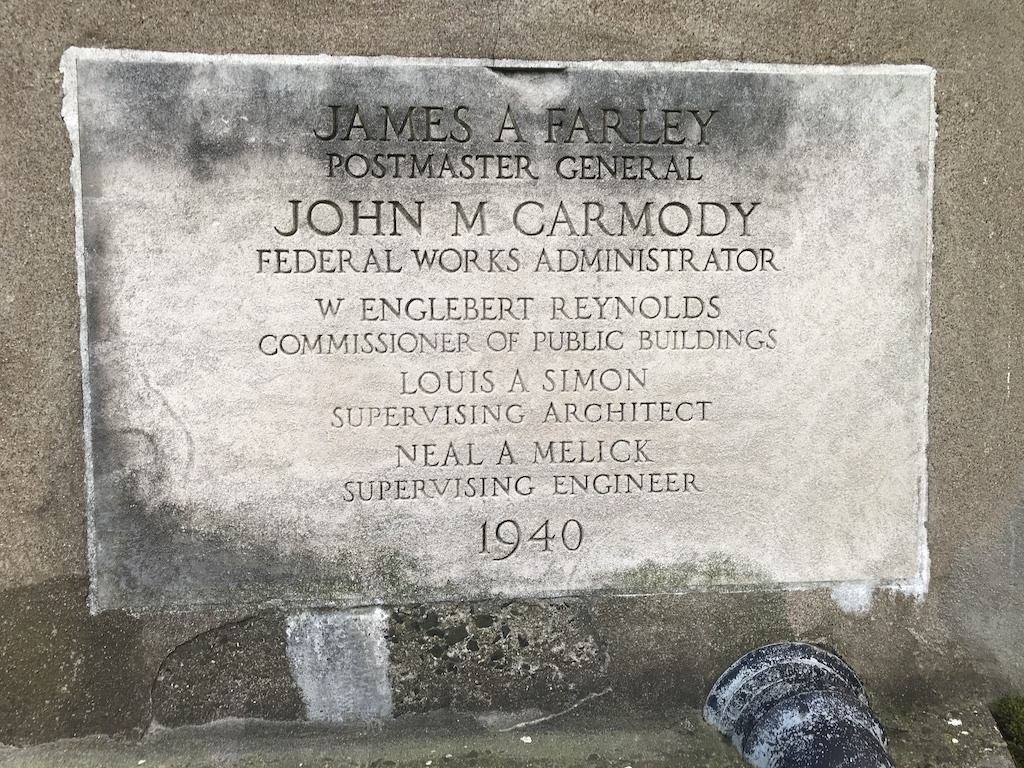 JAMES A FARLEY
POSTMASTER GENERAL
JOHN M CARMODY
FEDERAL WORKS ADMINISTRATOR
W ENGLEBERT REYNOLDS
COMMISSIONER OF PUBLIC BUILDINGS
LOUIS A SIMON
SUPERVISING ARCHITECT
NEAL A MELICK
SUPERVISING ENGINEER
1940